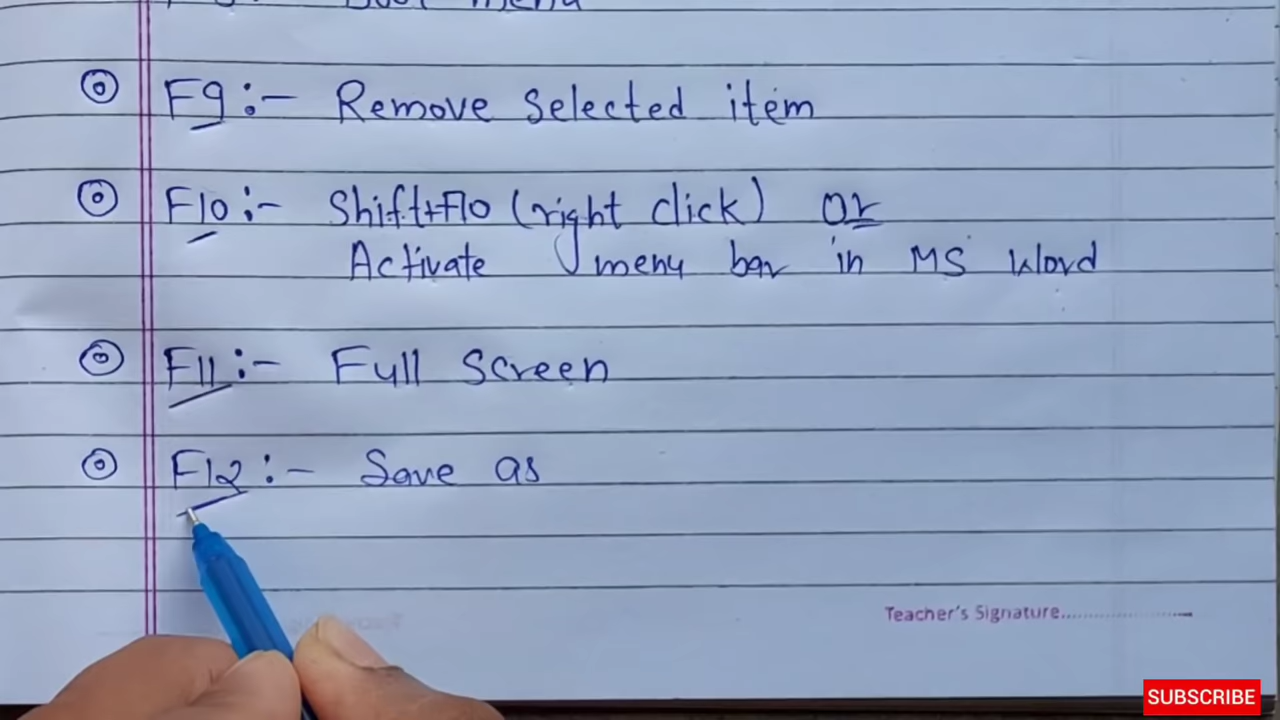 menu
F9:- Remove Selected item
F10:- Shift+F10 (right click) or
Activate menu bar in MS Word
F11:- Full Screen
F12:- Save as
Teacher's Signature....................
SUBSCRIBE